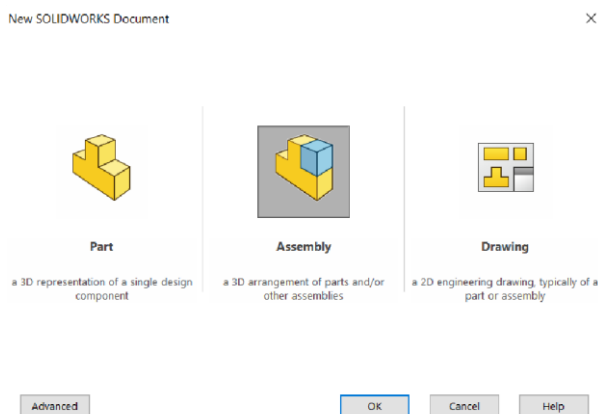 New SOLIDWORKS Document
Part
a 3D representation of a single design
component
Assembly
a 3D arrangement of parts and/or
other assemblies
Drawing
a 2D engineering drawing, typically of a
part or assembly
Advanced
OK
Cancel
Help